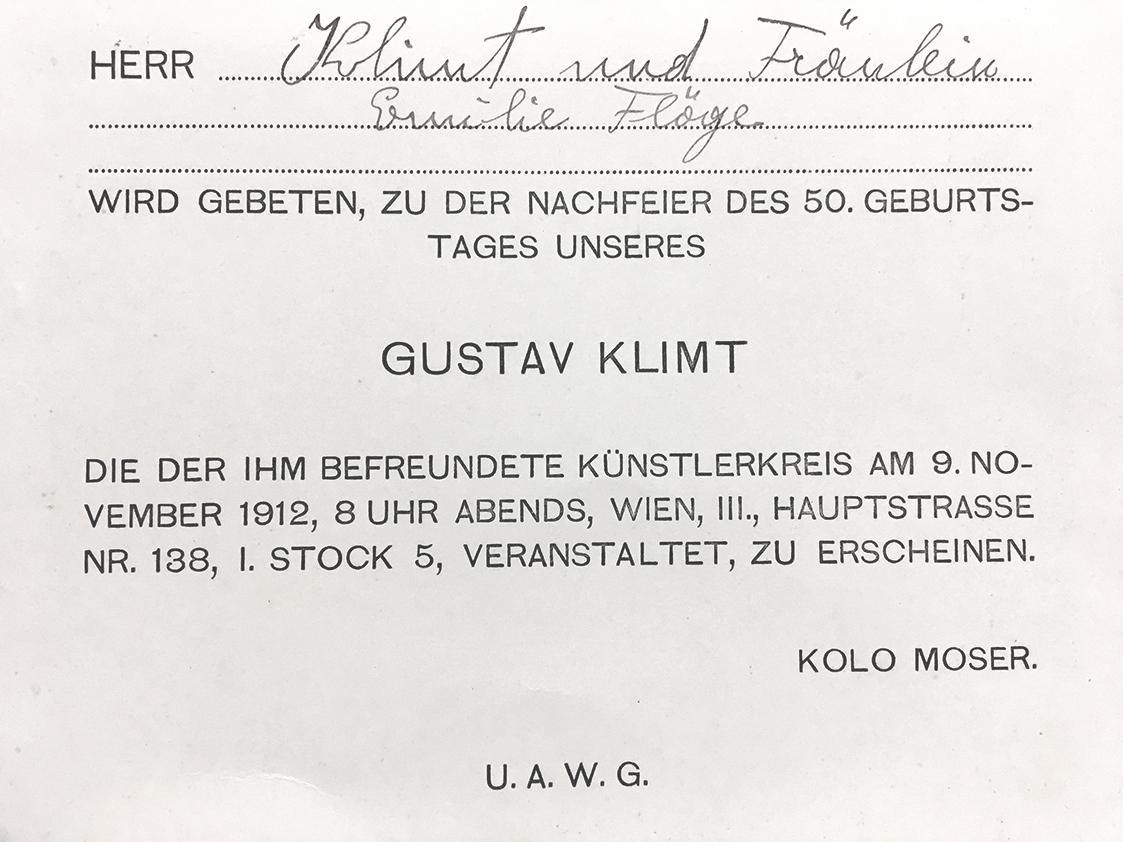 HERR Klimt und Fräulein
Emilie Flöge.
WIRD GEBETEN, ZU DER NACHFEIER DES 50. GEBURTS-
TAGES UNSERES
GUSTAV KLIMT
DIE DER IHM BEFREUNDETE KÜNSTLERKREIS AM 9. NO-
VEMBER 1912, 8 UHR ABENDS, WIEN, III., HAUPTSTRASSE
NR. 138, I. STOCK 5, VERANSTALTET, ZU ERSCHEINEN.
KOLO MOSER.
U. A. W. G.